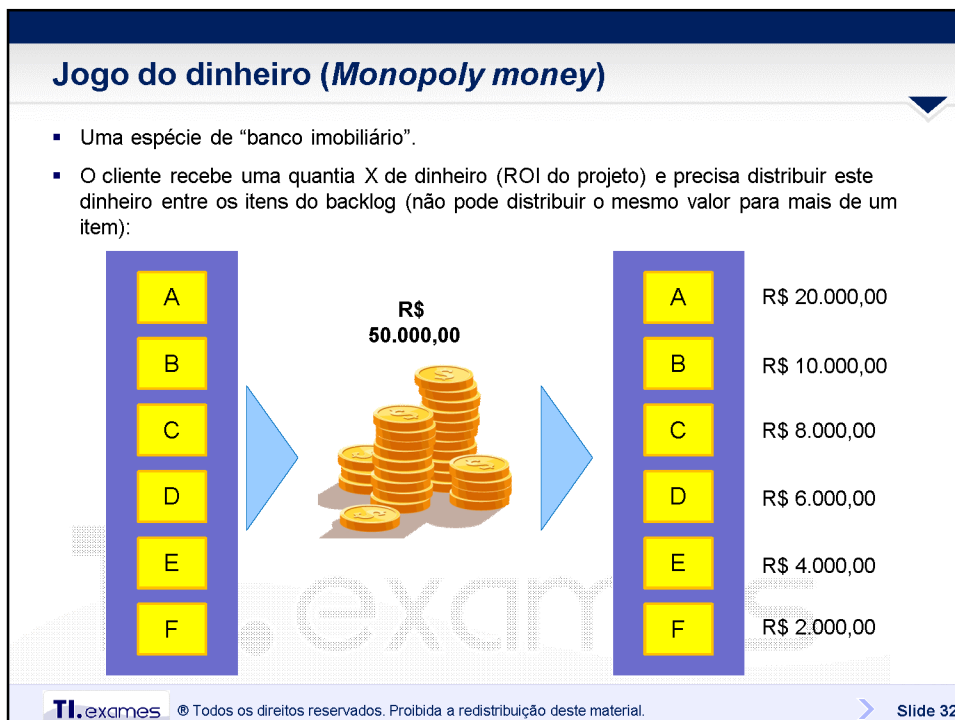 Jogo do dinheiro (Monopoly money)
Uma espécie de “banco imobiliário”.
O cliente recebe uma quantia X de dinheiro (ROI do projeto) e precisa distribuir este
dinheiro entre os itens do backlog (não pode distribuir o mesmo valor para mais de um
item):
A
B
C
D
E
F
R$
50.000,00
A R$ 20.000,00
B R$ 10.000,00
C R$ 8.000,00
D R$ 6.000,00
E R$ 4.000,00
F R$ 2.000,00
TI.exames
TI.exames ® Todos os direitos reservados. Proibida a redistribuição deste material. Slide 32